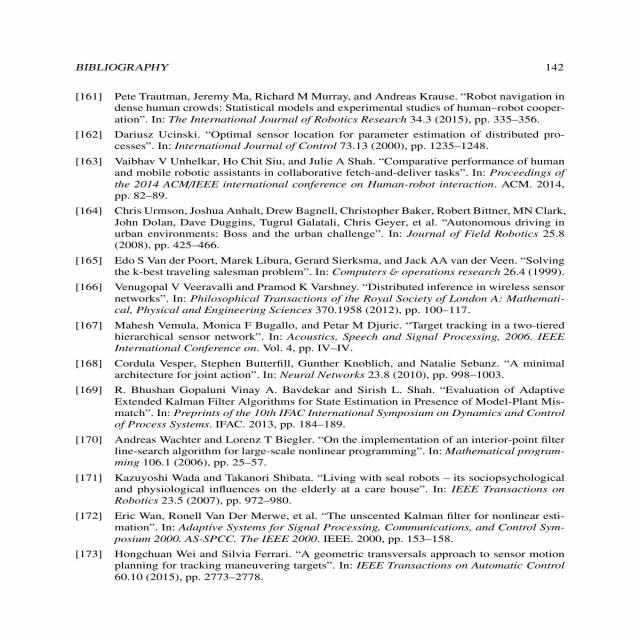 BIBLIOGRAPHY 142
[161] Pete Trautman, Jeremy Ma, Richard M Murray, and Andreas Krause. “Robot navigation in
dense human crowds: Statistical models and experimental studies of human–robot cooper-
ation”. In: The International Journal of Robotics Research 34.3 (2015), pp. 335–356.
[162] Dariusz Ucinski. “Optimal sensor location for parameter estimation of distributed pro-
cesses”. In: International Journal of Control 73.13 (2000), pp. 1235–1248.
[163] Vaibhav V Unhelkar, Ho Chit Siu, and Julie A Shah. “Comparative performance of human
and mobile robotic assistants in collaborative fetch-and-deliver tasks”. In: Proceedings of
the 2014 ACM/IEEE international conference on Human-robot interaction. ACM. 2014,
pp. 82–89.
[164] Chris Urmson, Joshua Anhalt, Drew Bagnell, Christopher Baker, Robert Bittner, MN Clark,
John Dolan, Dave Duggins, Tugrul Galatali, Chris Geyer, et al. “Autonomous driving in
urban environments: Boss and the urban challenge”. In: Journal of Field Robotics 25.8
(2008), pp. 425–466.
[165] Edo S Van der Poort, Marek Libura, Gerard Sierksma, and Jack AA van der Veen. “Solving
the k-best traveling salesman problem”. In: Computers & operations research 26.4 (1999).
[166] Venugopal V Veeravalli and Pramod K Varshney. “Distributed inference in wireless sensor
networks”. In: Philosophical Transactions of the Royal Society of London A: Mathemati-
cal, Physical and Engineering Sciences 370.1958 (2012), pp. 100–117.
[167] Mahesh Vemula, Monica F Bugallo, and Petar M Djuric. “Target tracking in a two-tiered
hierarchical sensor network”. In: Acoustics, Speech and Signal Processing, 2006. IEEE
International Conference on. Vol. 4, pp. IV–IV.
[168] Cordula Vesper, Stephen Butterfill, Gunther Knoblich, and Natalie Sebanz. “A minimal
architecture for joint action”. In: Neural Networks 23.8 (2010), pp. 998–1003.
[169] R. Bhushan Gopaluni Vinay A. Bavdekar and Sirish L. Shah. “Evaluation of Adaptive
Extended Kalman Filter Algorithms for State Estimation in Presence of Model-Plant Mis-
match”. In: Preprints of the 10th IFAC International Symposium on Dynamics and Control
of Process Systems. IFAC. 2013, pp. 184–189.
[170] Andreas Wachter and Lorenz T Biegler. “On the implementation of an interior-point filter
line-search algorithm for large-scale nonlinear programming”. In: Mathematical program-
ming 106.1 (2006), pp. 25–57.
[171] Kazuyoshi Wada and Takanori Shibata. “Living with seal robots – its sociopsychological
and physiological influences on the elderly at a care house”. In: IEEE Transactions on
Robotics 23.5 (2007), pp. 972–980.
[172] Eric Wan, Ronell Van Der Merwe, et al. “The unscented Kalman filter for nonlinear esti-
mation”. In: Adaptive Systems for Signal Processing, Communications, and Control Sym-
posium 2000. AS-SPCC. The IEEE 2000. IEEE. 2000, pp. 153–158.
[173] Hongchuan Wei and Silvia Ferrari. “A geometric transversals approach to sensor motion
planning for tracking maneuvering targets”. In: IEEE Transactions on Automatic Control
60.10 (2015), pp. 2773–2778.